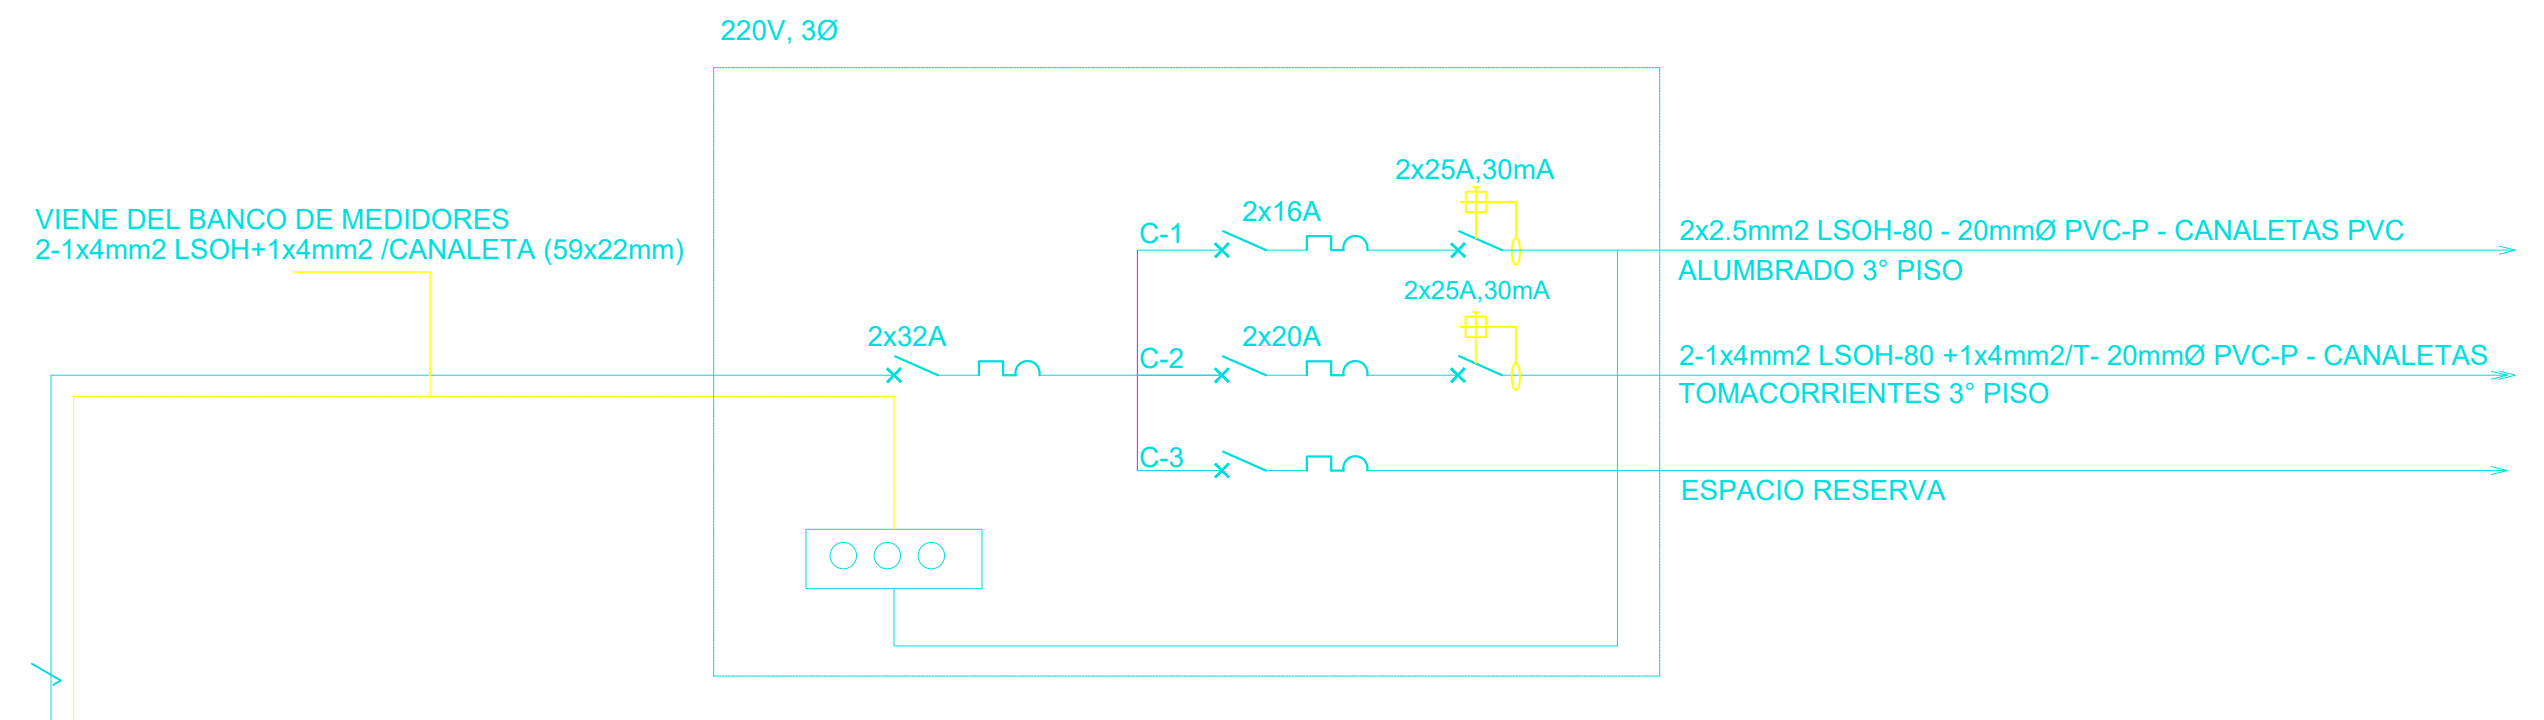 220V, 3Ø
VIENE DEL BANCO DE MEDIDORES
2-1x4mm2 LSOH+1x4mm2 /CANALETA (59x22mm)
2x32A
C-1
2x16A
2x25A,30mA
2x2.5mm2 LSOH-80 - 20mmØ PVC-P - CANALETAS PVC
ALUMBRADO 3° PISO
C-2
2x20A
2x25A,30mA
2-1x4mm2 LSOH-80 +1x4mm2/T- 20mmØ PVC-P - CANALETAS
TOMACORRIENTES 3° PISO
C-3
ESPACIO RESERVA